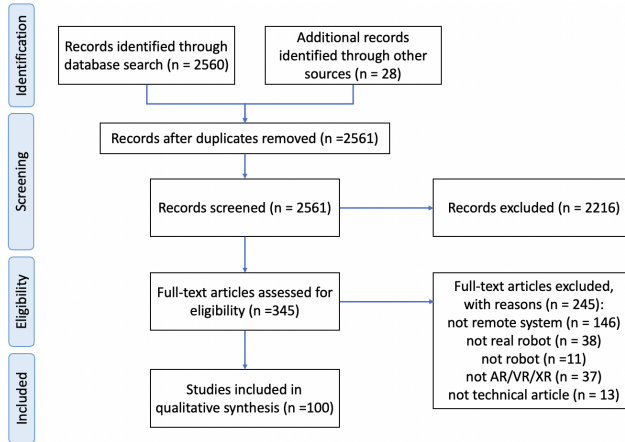 Identification
Records identified through
database search (n = 2560)
Additional records
identified through other
sources (n = 28)
Screening
Records after duplicates removed (n =2561)
Records screened (n = 2561)
Records excluded (n = 2216)
Eligibility
Full-text articles assessed for
eligibility (n =345)
Full-text articles excluded,
with reasons (n = 245):
not remote system (n = 146)
not real robot (n = 38)
not robot (n =11)
not AR/VR/XR (n = 37)
not technical article (n = 13)
Included
Studies included in
qualitative synthesis (n =100)